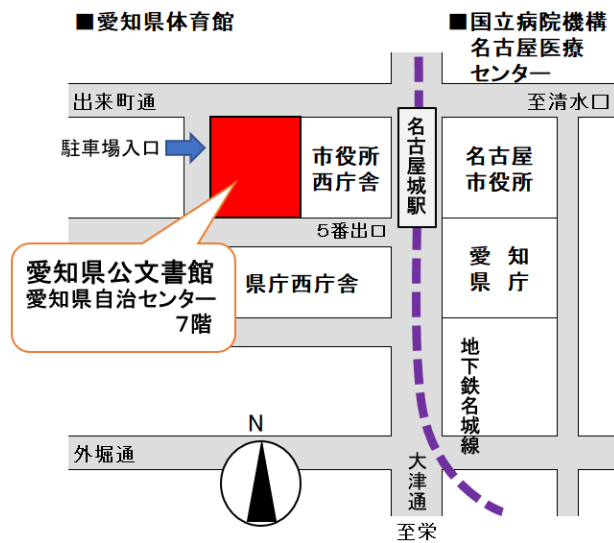 ■愛知県体育館
■国立病院機構
名古屋医療
センター
出来町通
至清水口
駐車場入口
市役所
西庁舎
名古屋城駅
名古屋
市役所
5番出口
愛知県公文書館
愛知県自治センター
7階
県庁西庁舎
愛知
県庁
地下鉄名城線
N
外堀通
大津通
至栄